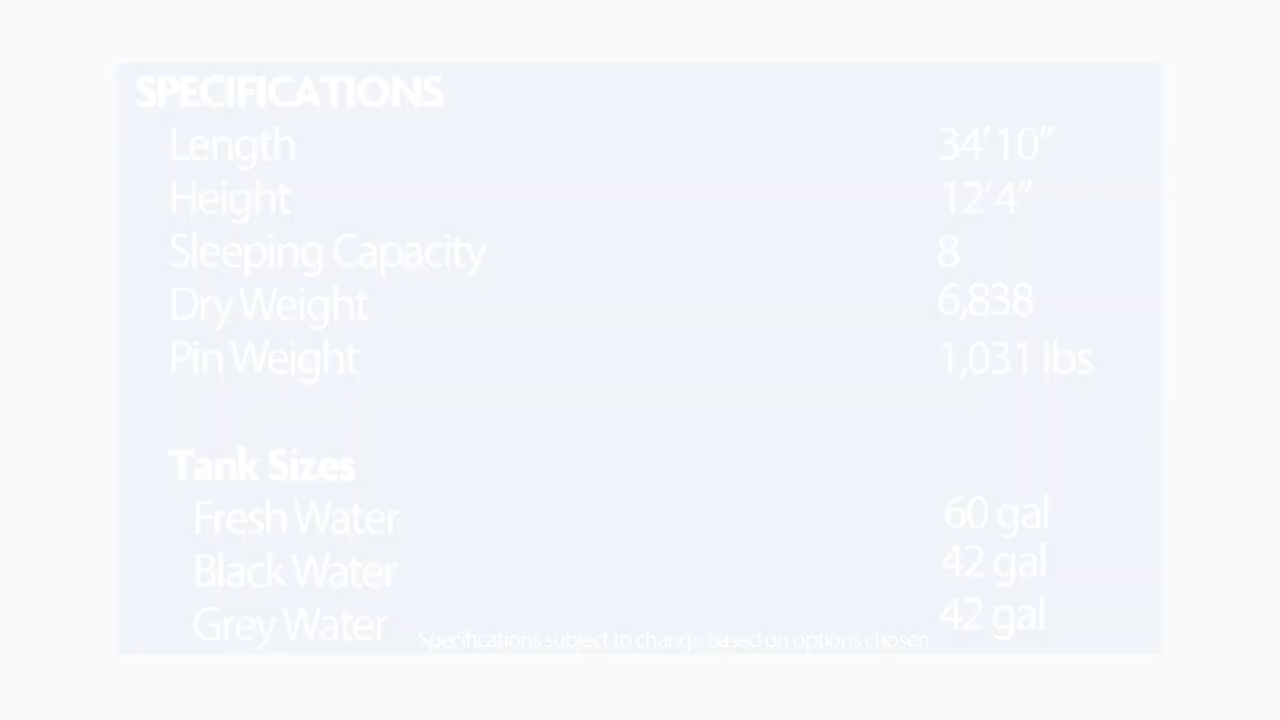 SPECIFICATIONS
Length 34'10"
Height 12'4"
Sleeping Capacity 8
Dry Weight 6,838
Pin Weight 1,031 lbs
Tank Sizes
Fresh Water 60 gal
Black Water 42 gal
Grey Water 42 gal
Specifications subject to change based on options chosen